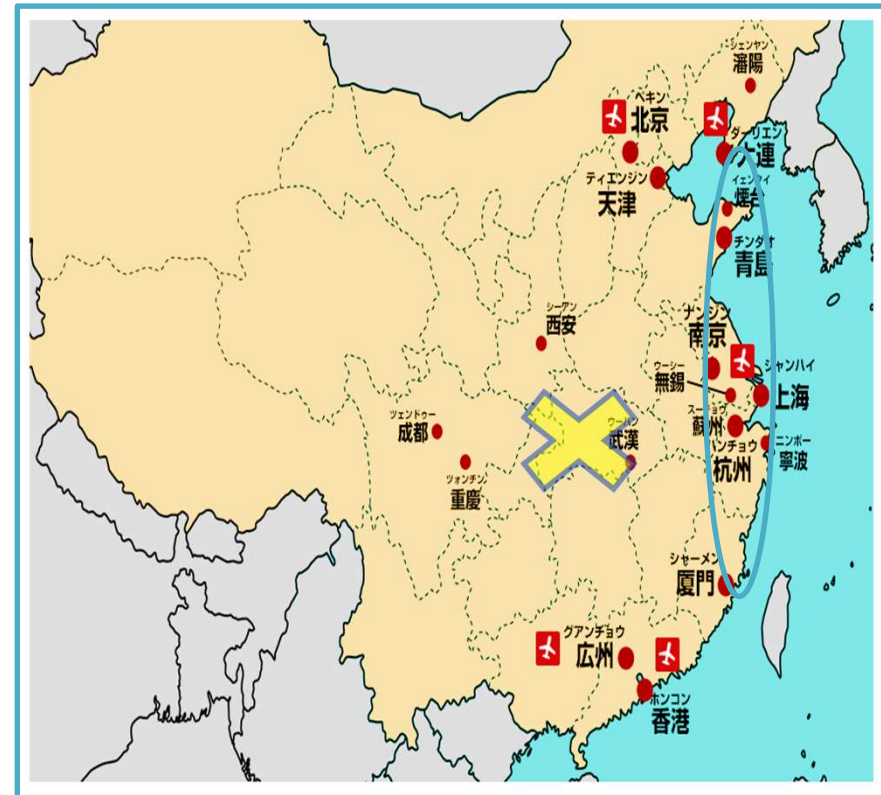 シェンヤン
瀋陽
ペキン
北京
ダーリエン
大連
ティエンジン
天津
イェンタイ
煙台
チンタオ
青島
シーアン
西安
ナンジン
南京
シャンハイ
上海
ウーシー
無錫
スーチョウ
蘇州
ツェンドゥー
成都
ウーハン
武漢
ハンチョウ
杭州
ニンポー
寧波
ツォンチン
重慶
シャーメン
厦門
グアンチョウ
広州
ホンコン
香港